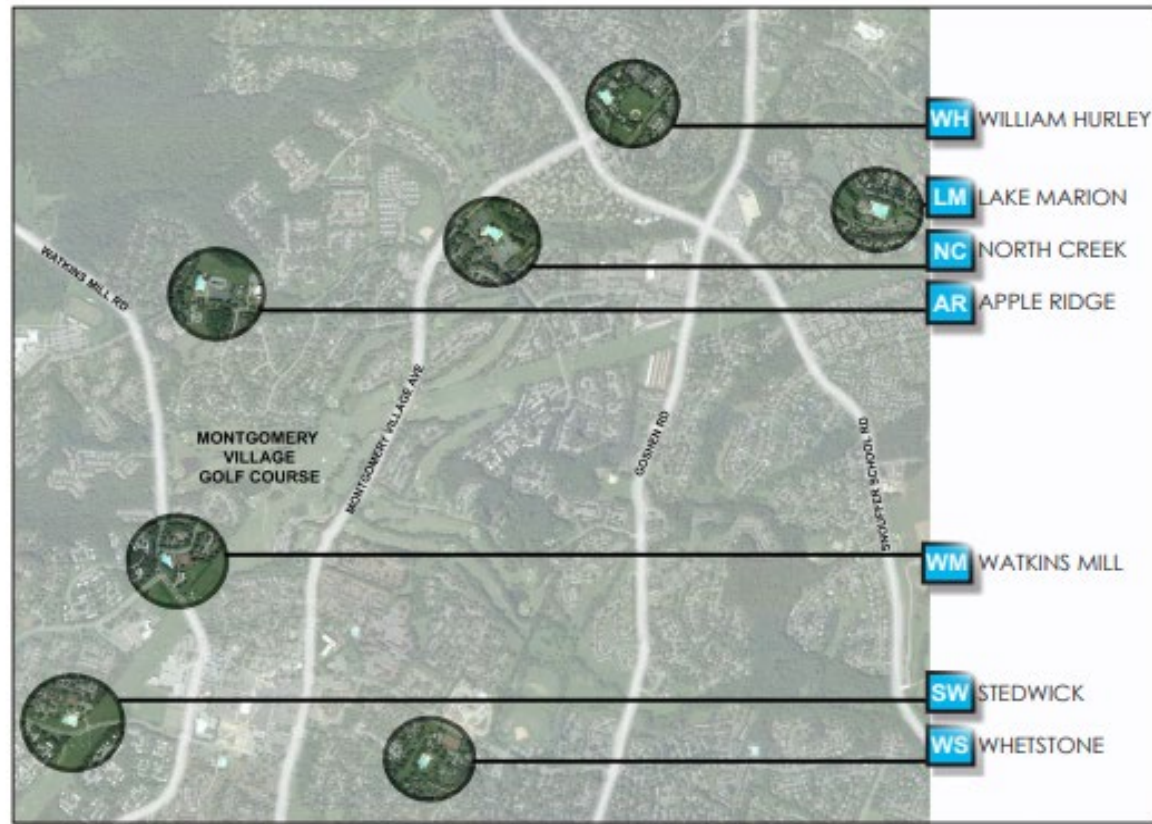 WH WILLIAM HURLEY
LM LAKE MARION
NC NORTH CREEK
AR APPLE RIDGE
WATKINS MILL RD
MONTGOMERY VILLAGE AVE
GOSHEN RD
SNOUFFER SCHOOL RD
MONTGOMERY
VILLAGE
GOLF COURSE
WM WATKINS MILL
SW STEDWICK
WS WHETSTONE